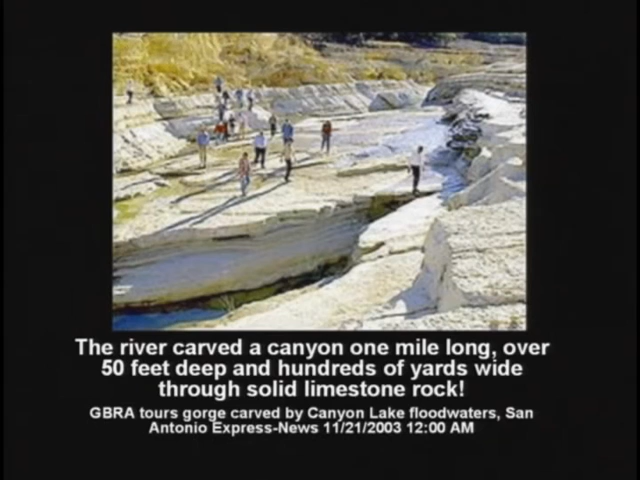 The river carved a canyon one mile long, over
50 feet deep and hundreds of yards wide
through solid limestone rock!
GBRA tours gorge carved by Canyon Lake floodwaters, San
Antonio Express-News 11/21/2003 12:00 AM